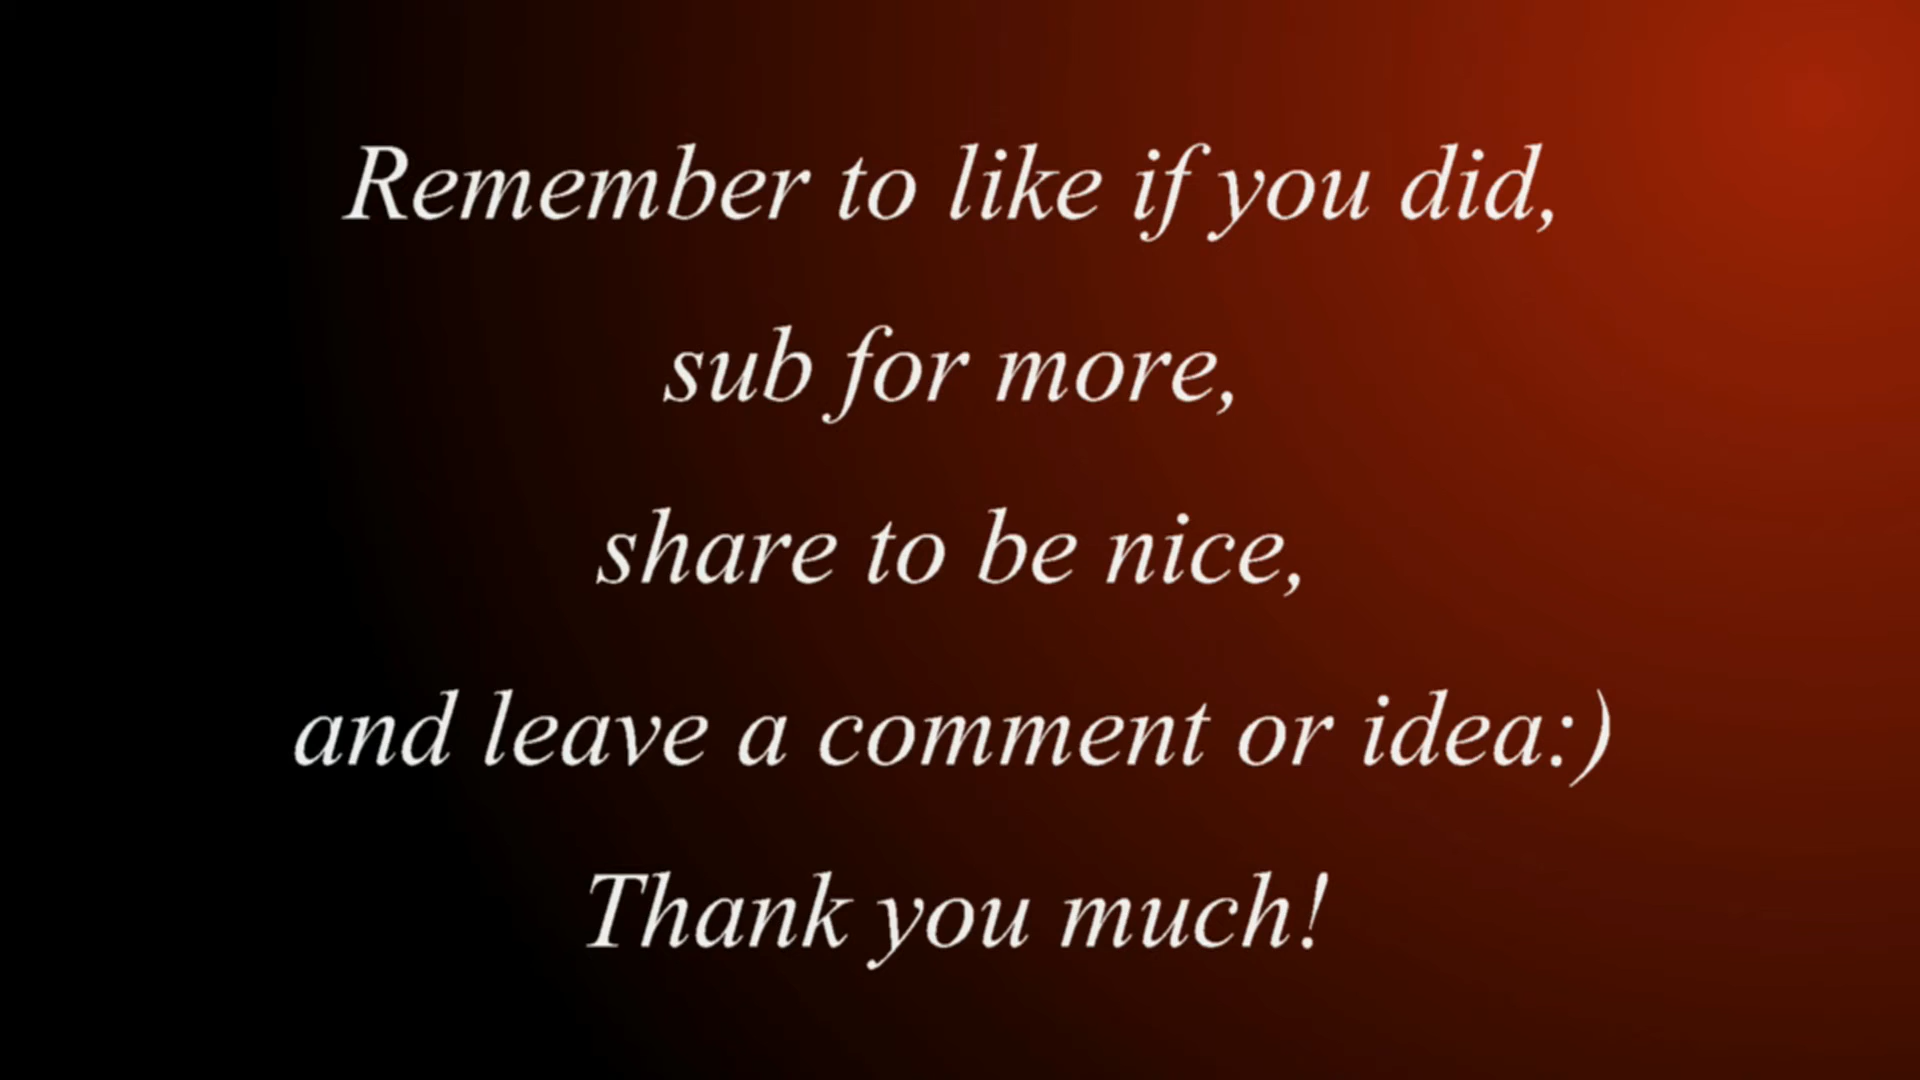 Remember to like if you did,
sub for more,
share to be nice,
and leave a comment or idea:)
Thank you much!